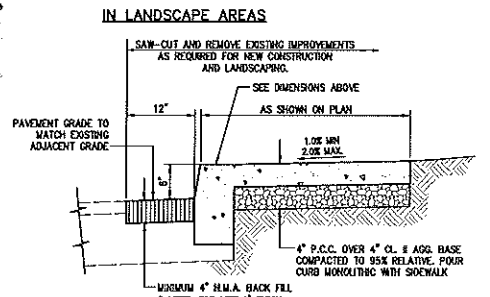 IN LANDSCAPE AREAS
SAW-CUT AND REMOVE EXISTING IMPROVEMENTS
AS REQUIRED FOR NEW CONSTRUCTION
AND LANDSCAPING.
SEE DIMENSIONS ABOVE
12"
AS SHOWN ON PLAN
PAVEMENT GRADE TO
MATCH EXISTING
ADJACENT GRADE
1.0% MIN
2.0% MAX.
6"
4" P.C.C. OVER 4" CL. II AGG. BASE
COMPACTED TO 95% RELATIVE. POUR
CURB MONOLITHIC WITH SIDEWALK
MINIMUM 4" H.M.A. BACK FILL